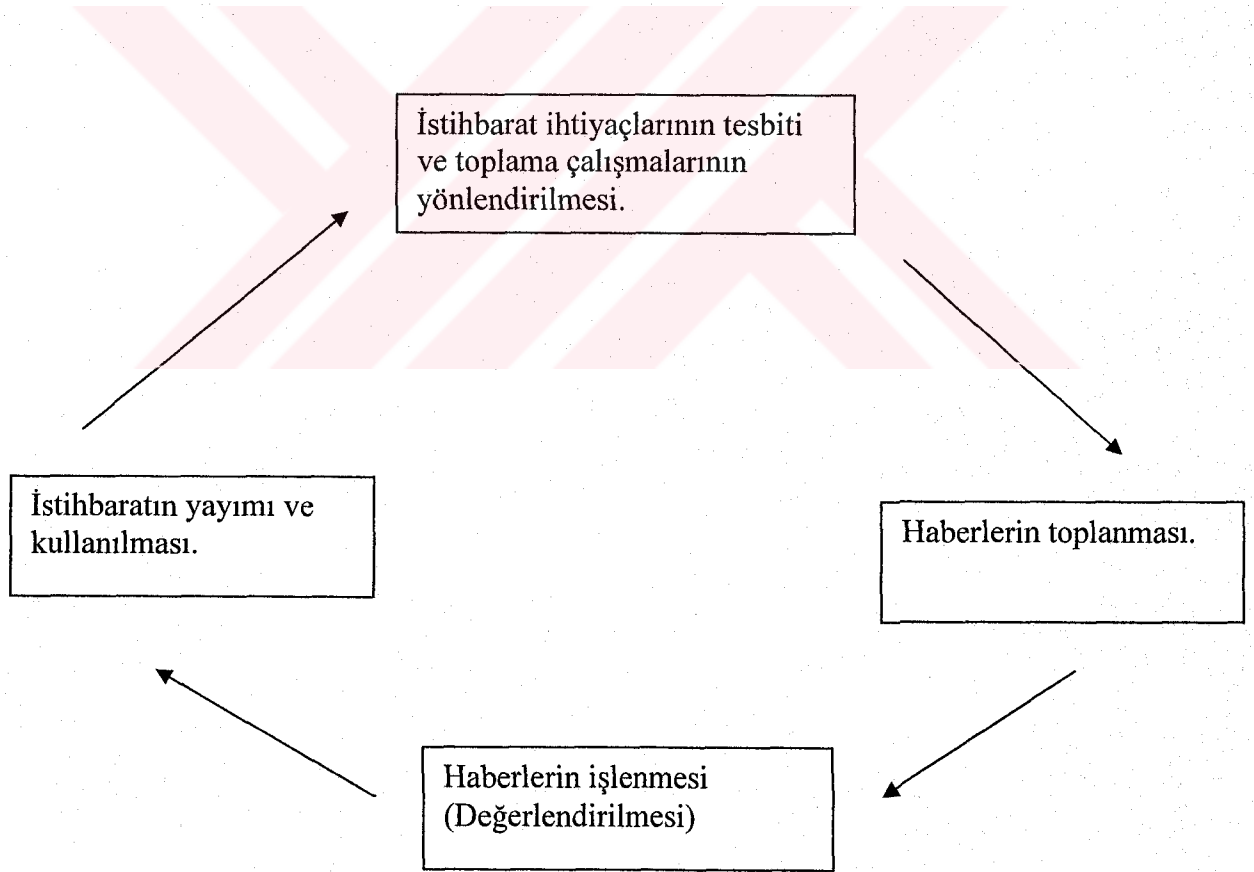 İstihbarat ihtiyaçlarının tesbiti
ve toplama çalışmalarının
yönlendirilmesi.
İstihbaratın yayımı ve
kullanılması.
Haberlerin toplanması.
Haberlerin işlenmesi
(Değerlendirilmesi)